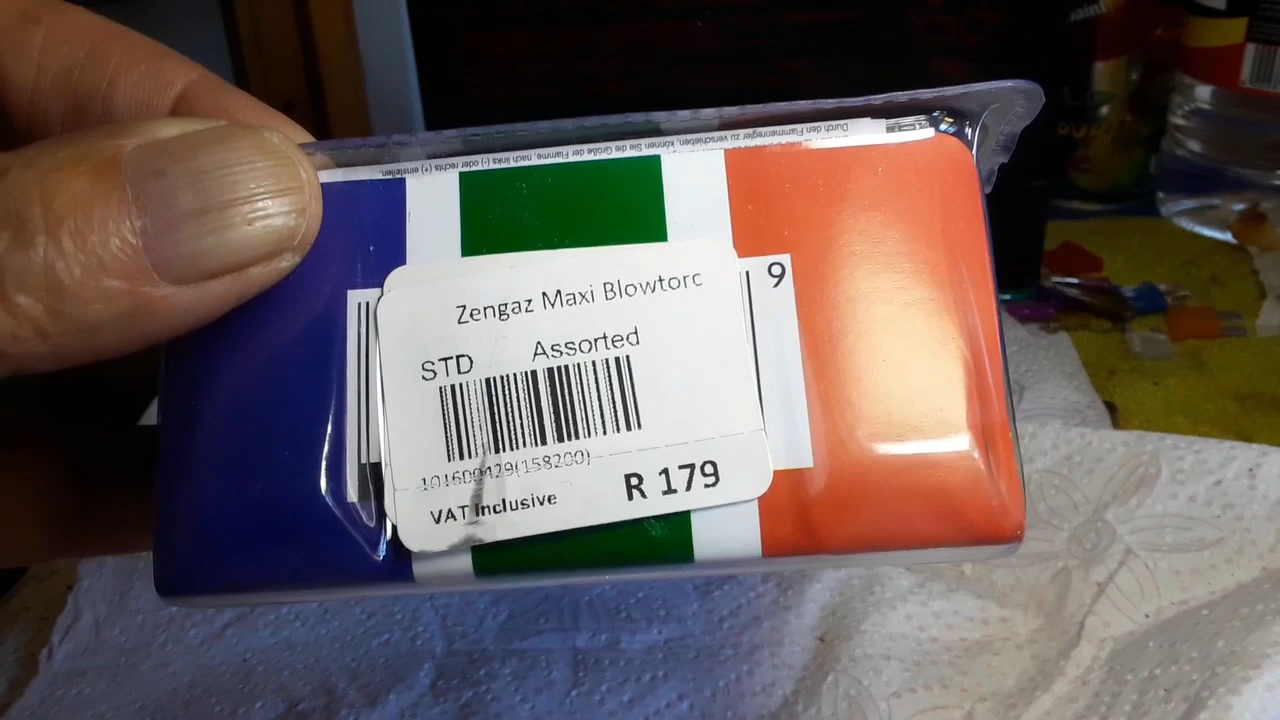 Durch den Flammenregler zu verschieben, können Sie die Größe der Flamme, nach links (-) oder rechts (+) einstellen.
9
Zengaz Maxi Blowtorc
STD Assorted
101600429(158200)
VAT Inclusive R 179